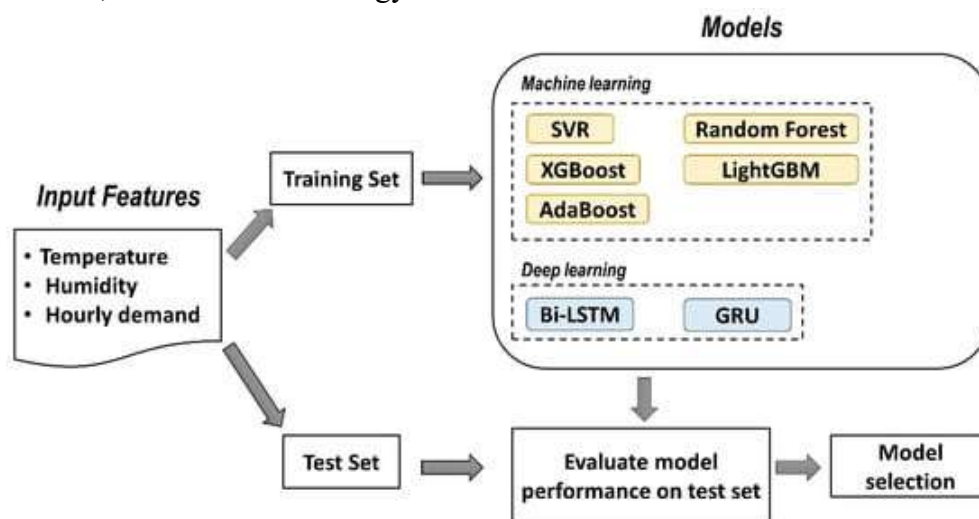 Models
Machine learning
SVR
Random Forest
XGBoost
LightGBM
AdaBoost
Deep learning
Bi-LSTM
GRU
Training Set
Input Features
• Temperature
• Humidity
• Hourly demand
Test Set
Evaluate model
performance on test set
Model
selection